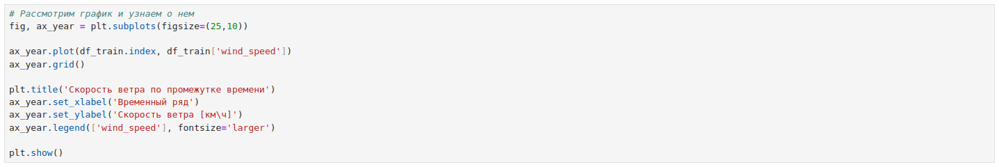 # Рассмотрим график и узнаем о нем
fig, ax_year = plt.subplots(figsize=(25,10))
ax_year.plot(df_train.index, df_train['wind_speed'])
ax_year.grid()
plt.title('Скорость ветра по промежутке времени')
ax_year.set_xlabel('Временный ряд')
ax_year.set_ylabel('Скорость ветра [км\ч]')
ax_year.legend(['wind_speed'], fontsize='larger')
plt.show()